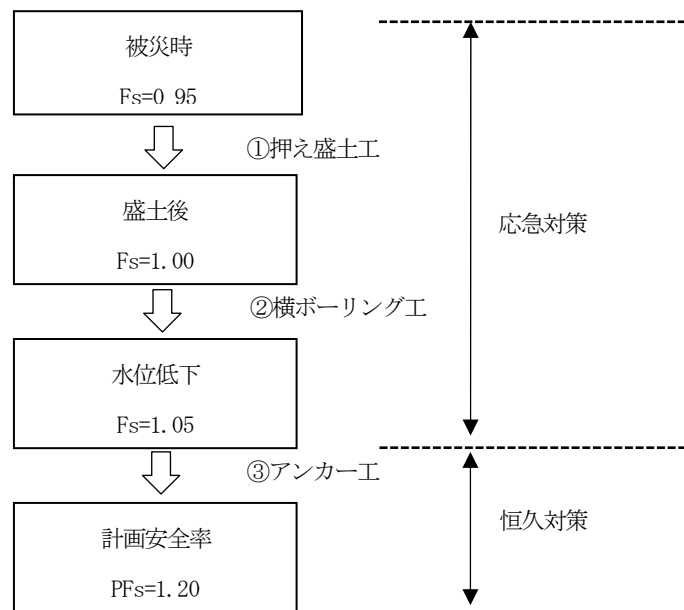 被災時
Fs=0 95
①押え盛土工
盛土後
Fs=1.00
応急対策
②横ボーリング工
水位低下
Fs=1.05
③アンカー工
計画安全率
PFs=1.20
恒久対策